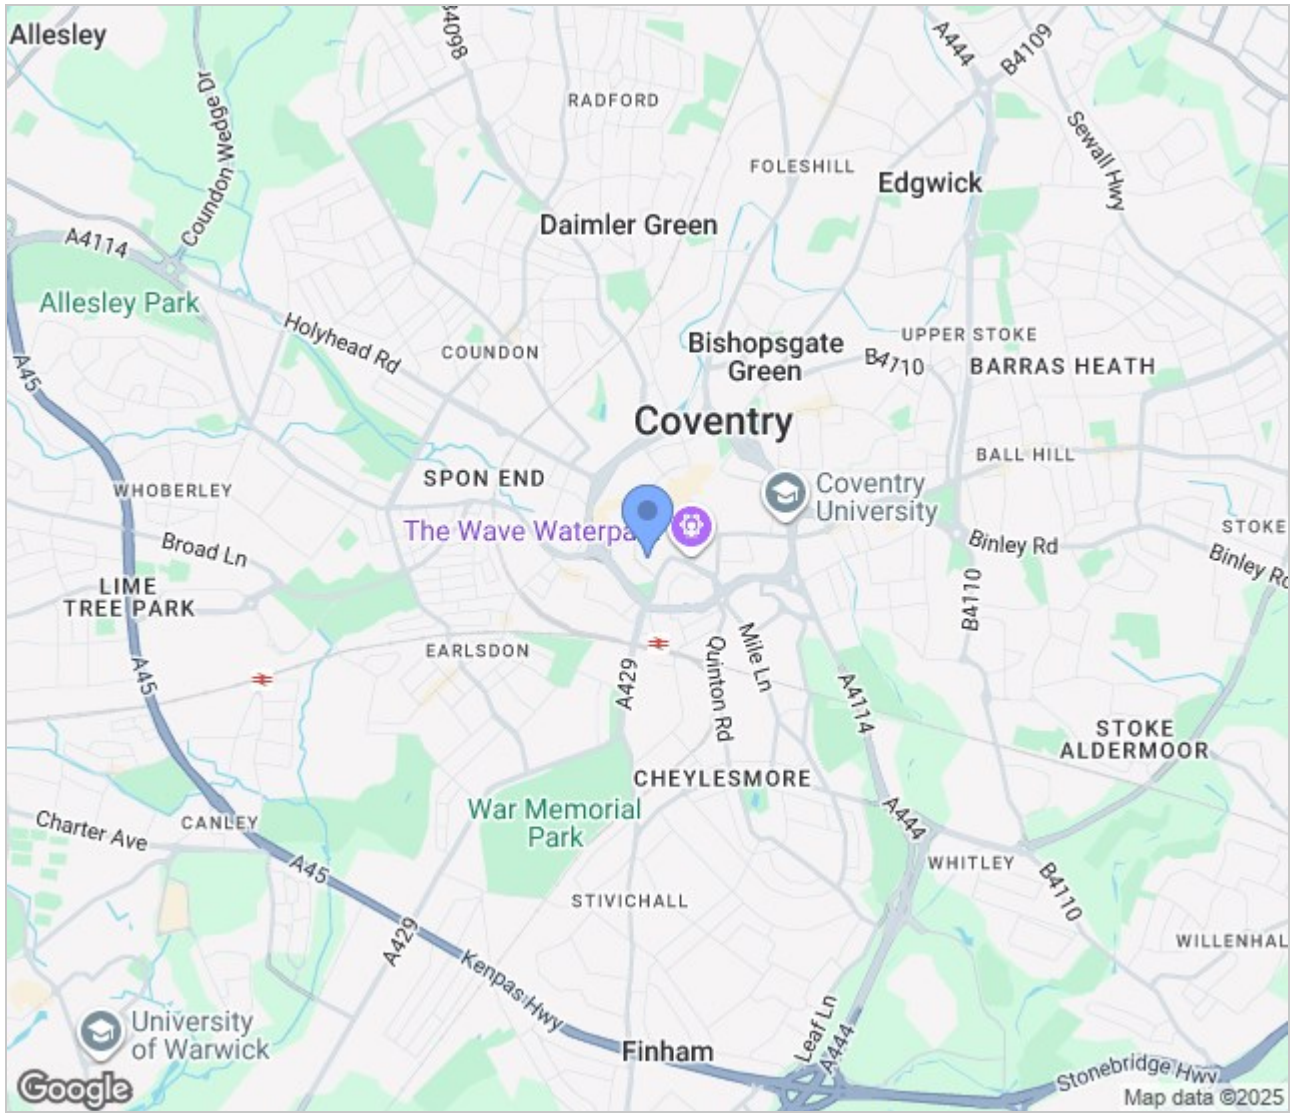 Allesley
B4098
A444
B4109
RADFORD
Coundon Wedge Dr
Sewall Hwy
FOLESHILL
Edgwick
Daimler Green
A4114
Allesley Park
Holyhead Rd
COUNDON
Bishopsgate
Green
B4110
UPPER STOKE
BARRAS HEATH
A45
Coventry
SPON END
BALL HILL
WHOBERLEY
Coventry
University
The Wave Waterpa
STOKE
Broad Ln
Binley Rd
Binley Rd
LIME
TREE PARK
B4110
EARLSDON
Mile Ln
Quinton Rd
A45
A429
A4114
STOKE
ALDERMOOR
CHEYLESMORE
War Memorial
Park
Charter Ave
CANLEY
A444
A45
WHITLEY
B4110
STIVICHALL
A429
WILLENHAL
Kenpas Hwy
University
of Warwick
Leaf Ln
A444
Finham
Stonebridge Hwy
Google
Map data ©2025